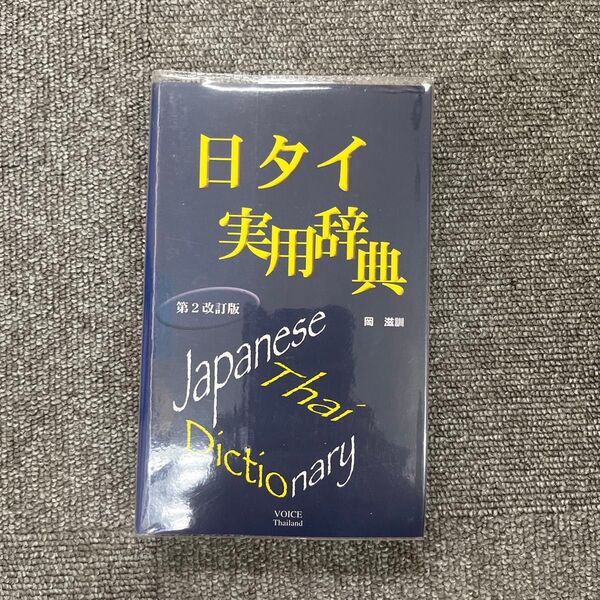 日タイ
実用辞典
第2改訂版
岡 滋訓
Japanese
Thai
Dictionary
VOICE
Thailand